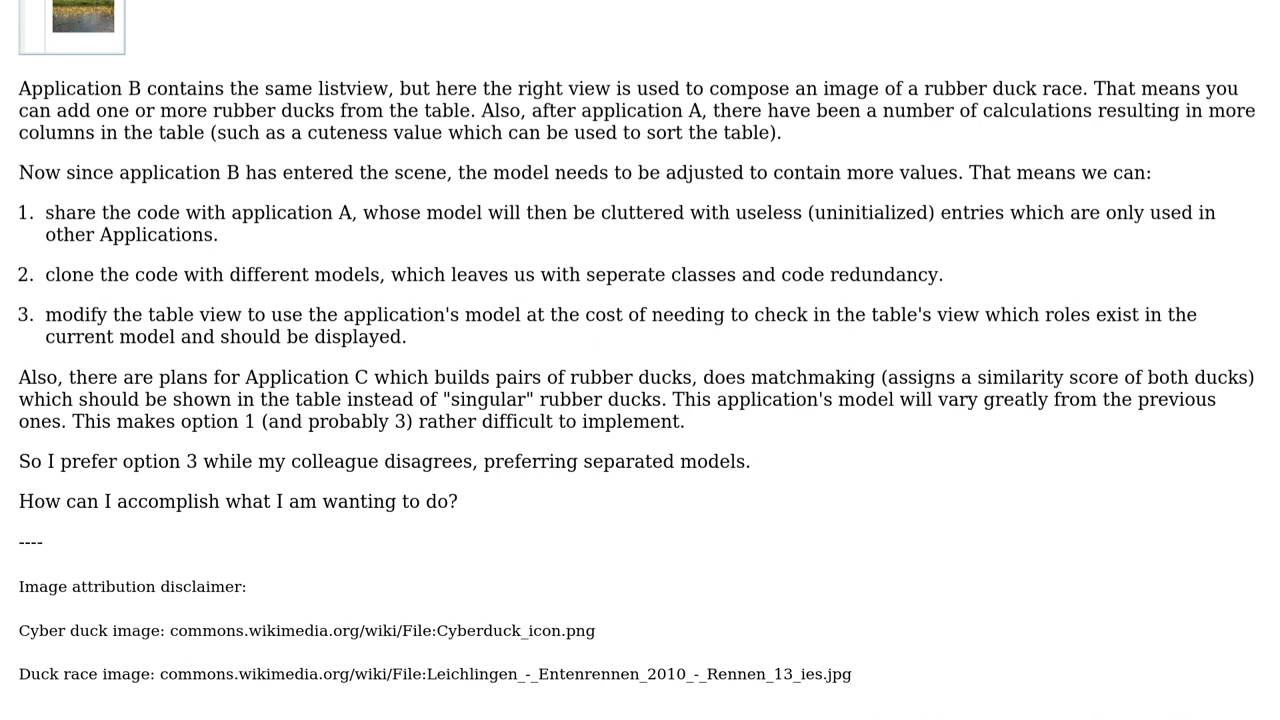 Application B contains the same listview, but here the right view is used to compose an image of a rubber duck race. That means you
can add one or more rubber ducks from the table. Also, after application A, there have been a number of calculations resulting in more
columns in the table (such as a cuteness value which can be used to sort the table).
Now since application B has entered the scene, the model needs to be adjusted to contain more values. That means we can:
1. share the code with application A, whose model will then be cluttered with useless (uninitialized) entries which are only used in
other Applications.
2. clone the code with different models, which leaves us with seperate classes and code redundancy.
3. modify the table view to use the application's model at the cost of needing to check in the table's view which roles exist in the
current model and should be displayed.
Also, there are plans for Application C which builds pairs of rubber ducks, does matchmaking (assigns a similarity score of both ducks)
which should be shown in the table instead of "singular" rubber ducks. This application's model will vary greatly from the previous
ones. This makes option 1 (and probably 3) rather difficult to implement.
So I prefer option 3 while my colleague disagrees, preferring separated models.
How can I accomplish what I am wanting to do?
----
Image attribution disclaimer:
Cyber duck image: commons.wikimedia.org/wiki/File:Cyberduck_icon.png
Duck race image: commons.wikimedia.org/wiki/File:Leichlingen_-_Entenrennen_2010_-_Rennen_13_ies.jpg